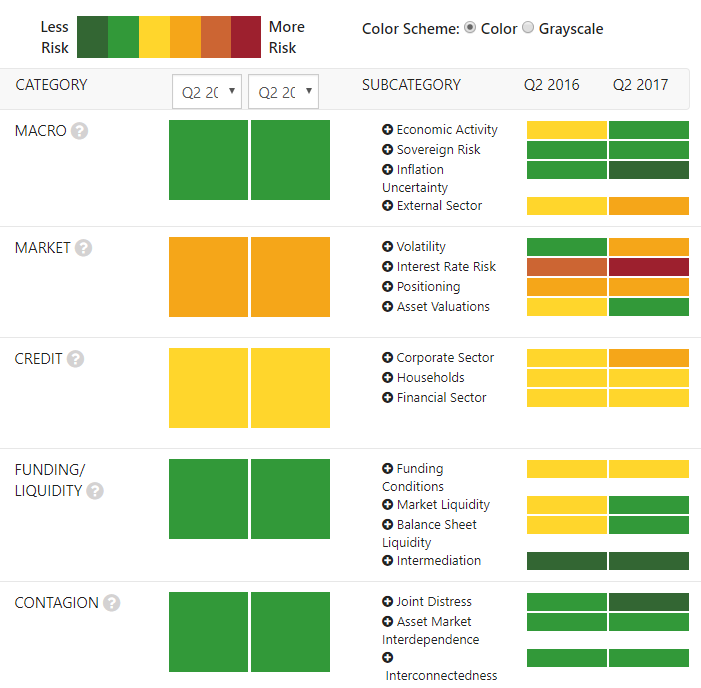 Less
Risk
More
Risk
Color Scheme: Color Grayscale
CATEGORY
Q2 20
Q2 20
SUBCATEGORY
Q2 2016
Q2 2017
MACRO ?
Economic Activity
Sovereign Risk
Inflation
Uncertainty
External Sector
MARKET ?
Volatility
Interest Rate Risk
Positioning
Asset Valuations
CREDIT ?
Corporate Sector
Households
Financial Sector
FUNDING/
LIQUIDITY ?
Funding
Conditions
Market Liquidity
Balance Sheet
Liquidity
Intermediation
CONTAGION ?
Joint Distress
Asset Market
Interdependence
Interconnectedness